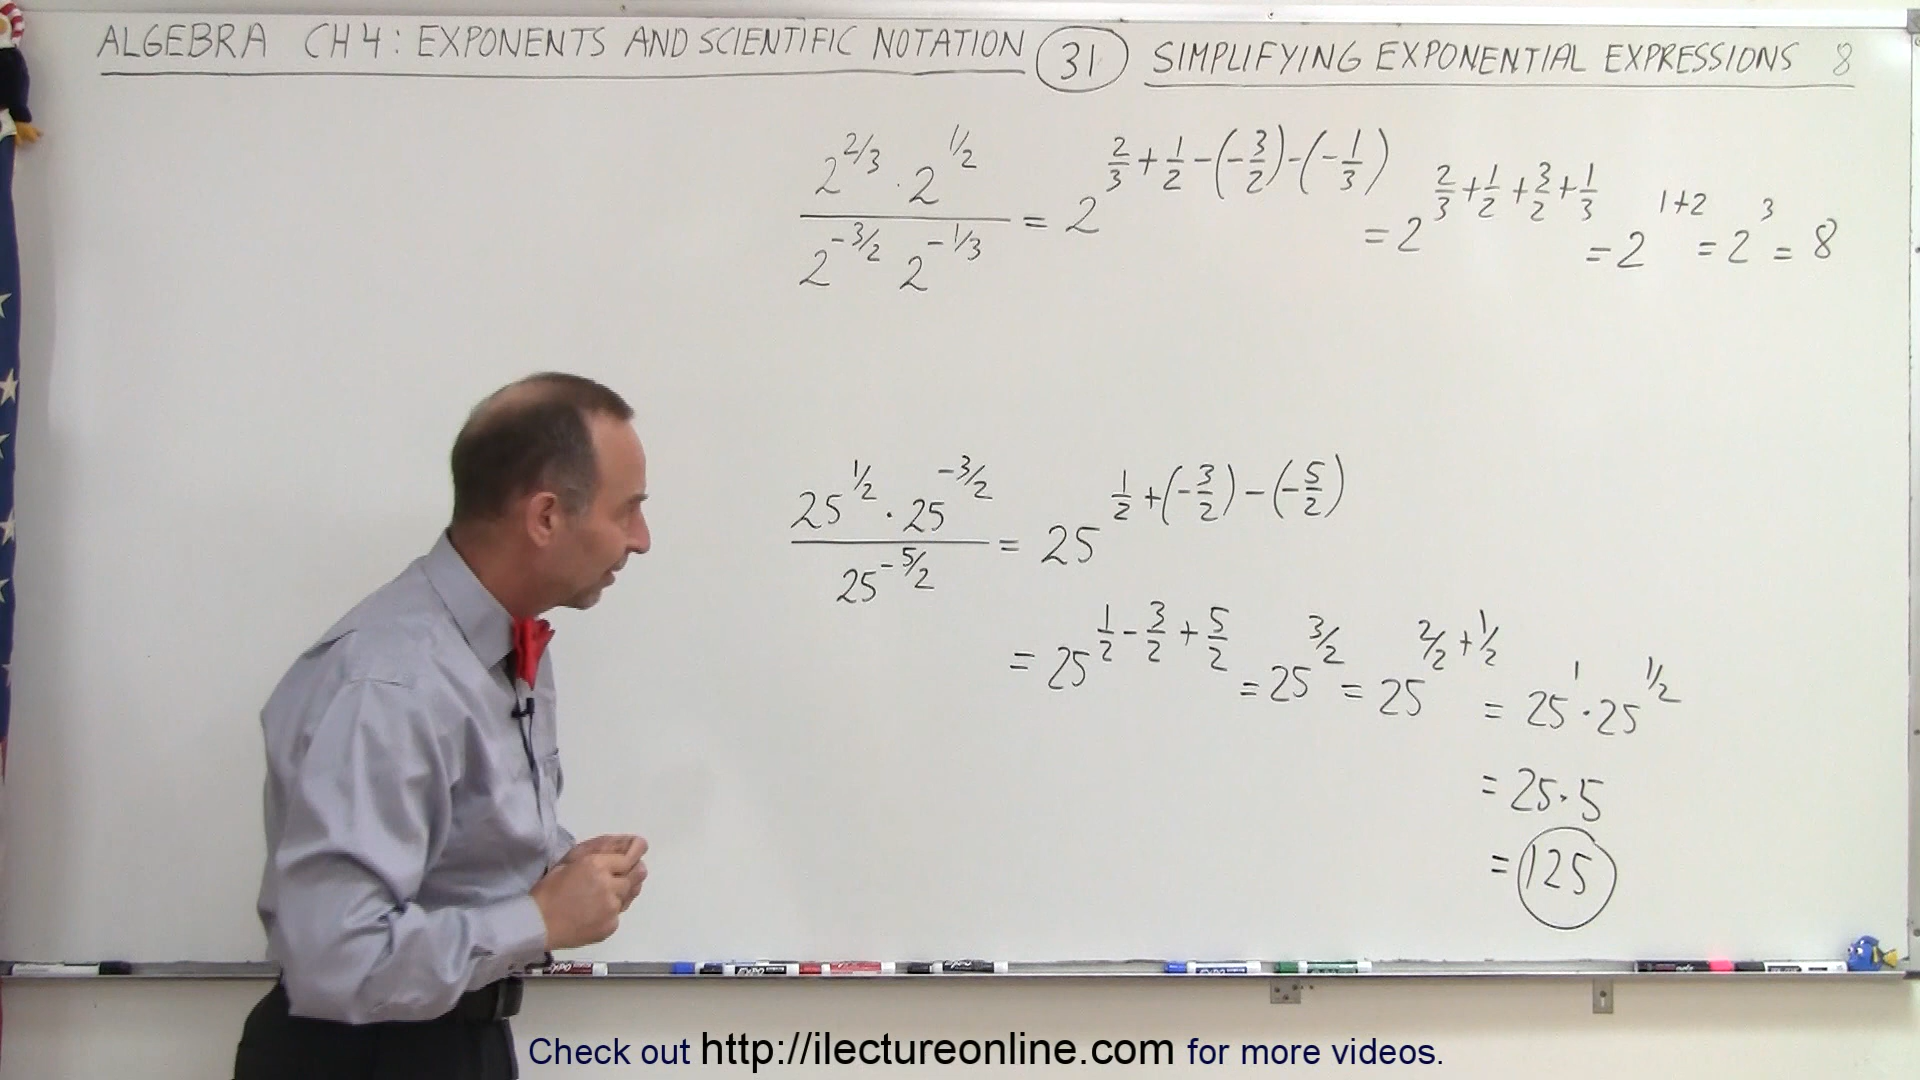 ALGEBRA CH 4: EXPONENTS AND SCIENTIFIC NOTATION 31 SIMPLIFYING EXPONENTIAL EXPRESSIONS 8
2^2/3 · 2^1/2 / 2^-3/2 2^-1/3 = 2^2/3 + 1/2 - (-3/2) - (-1/3) = 2^2/3 + 1/2 + 3/2 + 1/3 = 2^1+2 = 2^3 = 8
25^1/2 · 25^-3/2 / 25^-5/2 = 25^1/2 + (-3/2) - (-5/2)
= 25^1/2 - 3/2 + 5/2 = 25^3/2 = 25^2/2 + 1/2 = 25^1 · 25^1/2
= 25 · 5
= 125
EXPO
Check out http://ilectureonline.com for more videos.